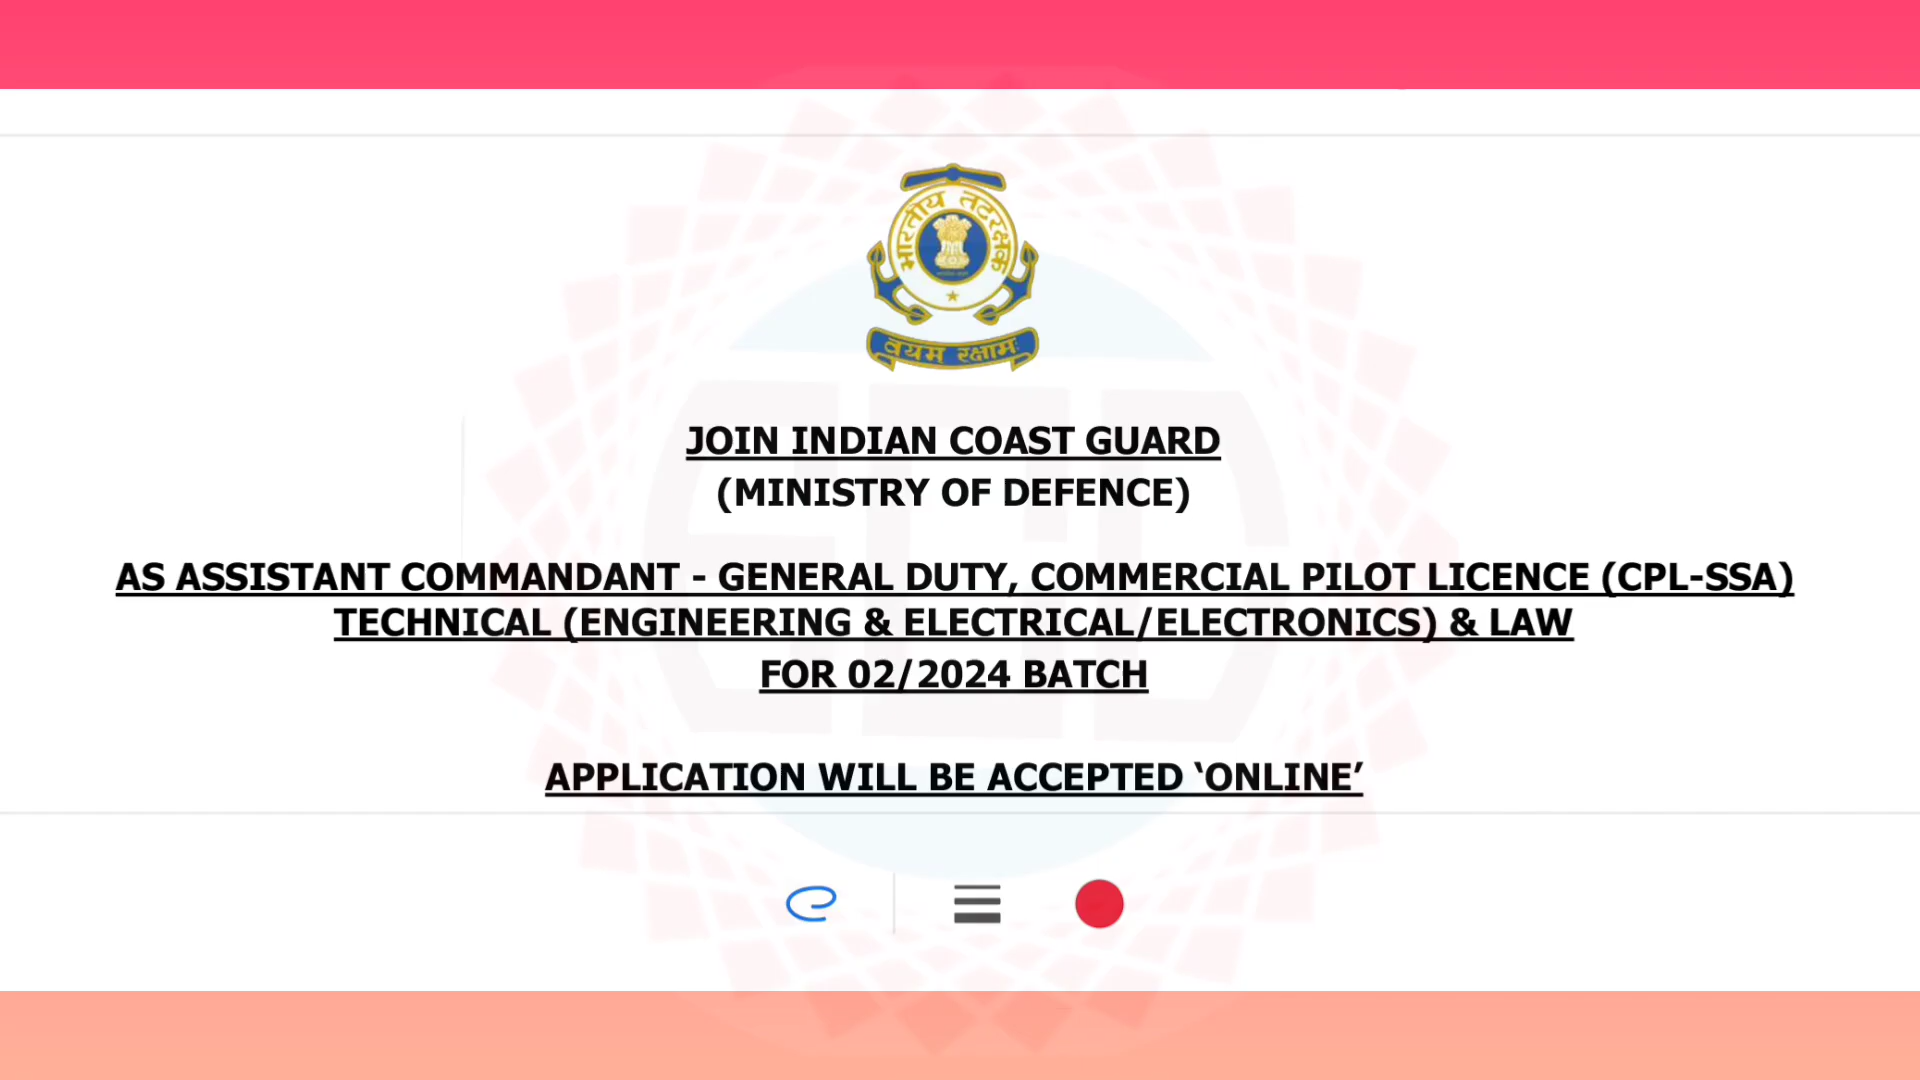 भारतीय तटरक्षक
वयम रक्षामः
JOIN INDIAN COAST GUARD
(MINISTRY OF DEFENCE)
AS ASSISTANT COMMANDANT - GENERAL DUTY, COMMERCIAL PILOT LICENCE (CPL-SSA)
TECHNICAL (ENGINEERING & ELECTRICAL/ELECTRONICS) & LAW
FOR 02/2024 BATCH
APPLICATION WILL BE ACCEPTED ‘ONLINE’